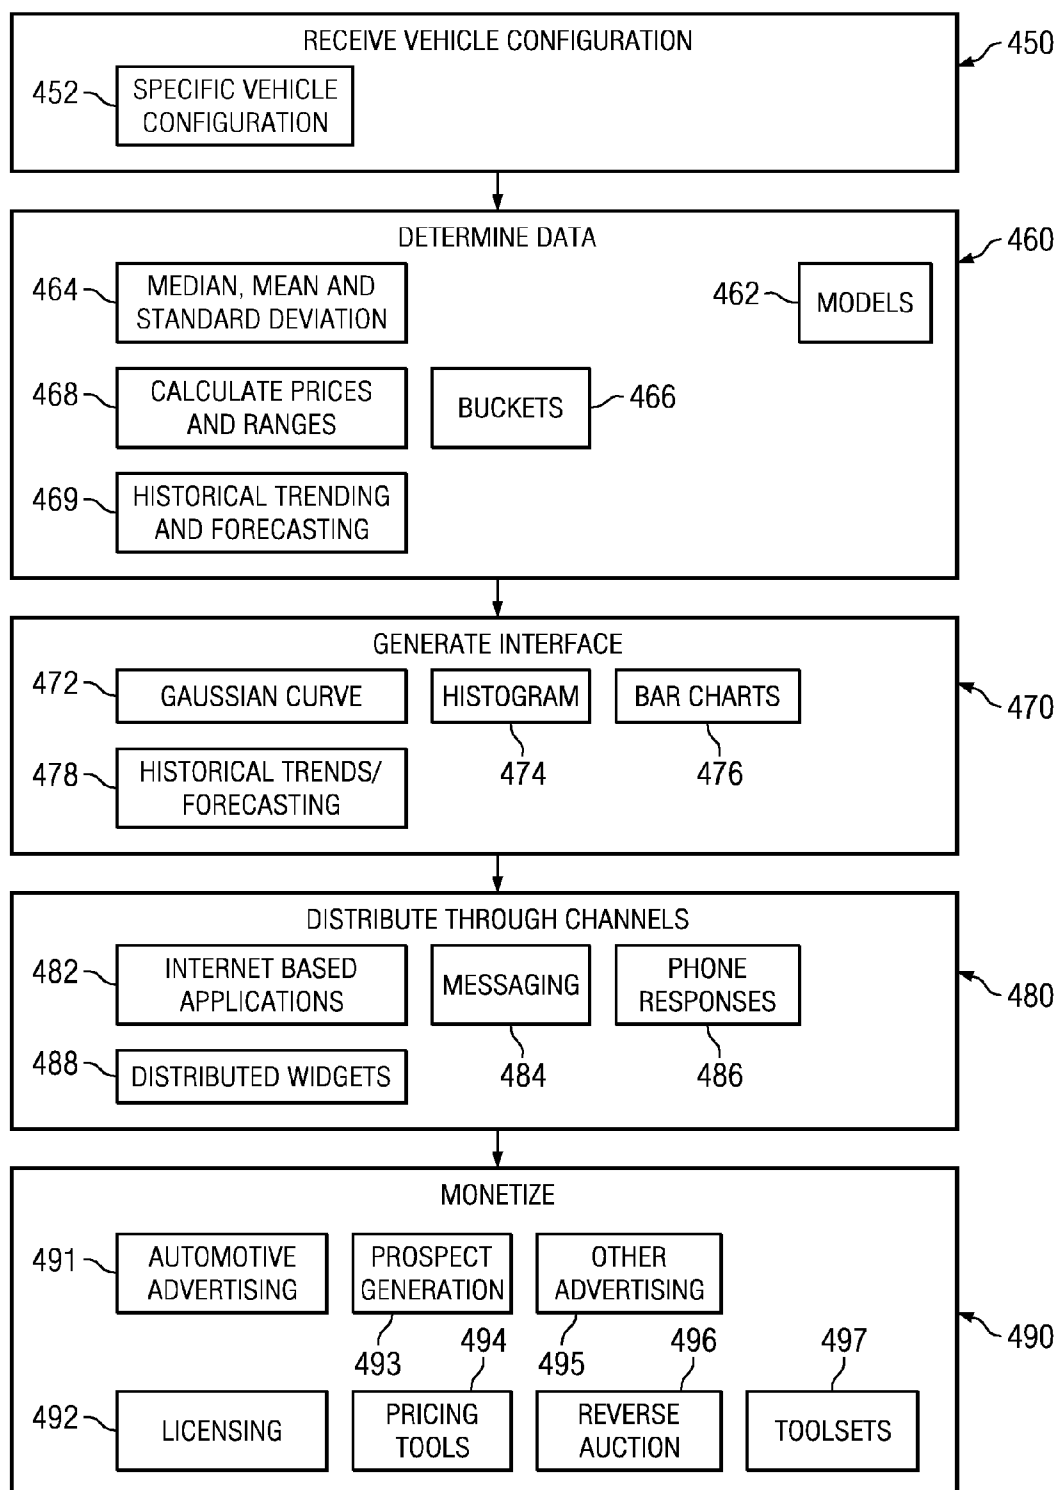 RECEIVE VEHICLE CONFIGURATION
450
452
SPECIFIC VEHICLE
CONFIGURATION
DETERMINE DATA
460
464
MEDIAN, MEAN AND
STANDARD DEVIATION
462
MODELS
468
CALCULATE PRICES
AND RANGES
BUCKETS
466
469
HISTORICAL TRENDING
AND FORECASTING
GENERATE INTERFACE
472
GAUSSIAN CURVE
HISTOGRAM
BAR CHARTS
470
474
476
478
HISTORICAL TRENDS/
FORECASTING
DISTRIBUTE THROUGH CHANNELS
482
INTERNET BASED
APPLICATIONS
MESSAGING
PHONE
RESPONSES
480
484
486
488
DISTRIBUTED WIDGETS
MONETIZE
491
AUTOMOTIVE
ADVERTISING
PROSPECT
GENERATION
OTHER
ADVERTISING
490
493
494
495
496
497
492
LICENSING
PRICING
TOOLS
REVERSE
AUCTION
TOOLSETS